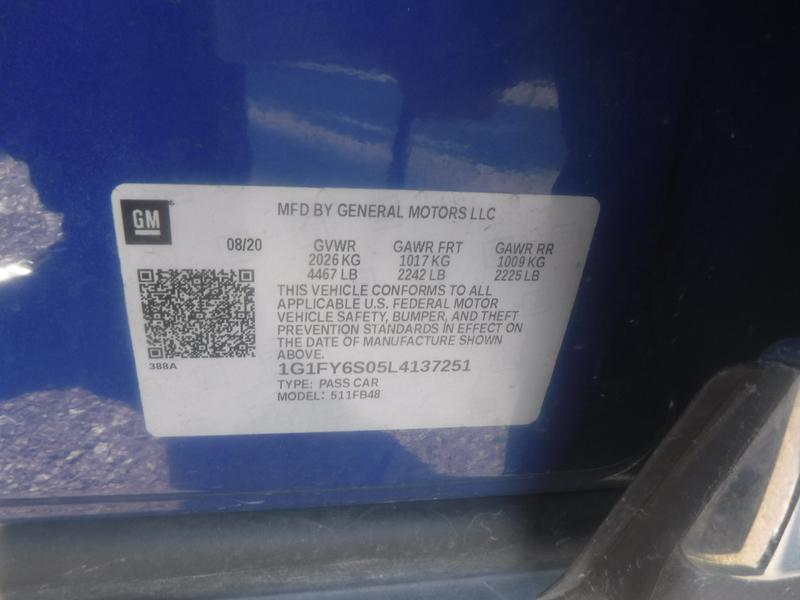 GM
MFD BY GENERAL MOTORS LLC
08/20 GVWR GAWR FRT GAWR RR
2026 KG 1017 KG 1009 KG
4467 LB 2242 LB 2225 LB
THIS VEHICLE CONFORMS TO ALL
APPLICABLE U.S. FEDERAL MOTOR
VEHICLE SAFETY, BUMPER, AND THEFT
PREVENTION STANDARDS IN EFFECT ON
THE DATE OF MANUFACTURE SHOWN
ABOVE.
388A
1G1FY6S05L4137251
TYPE: PASS CAR
MODEL: 511FB48